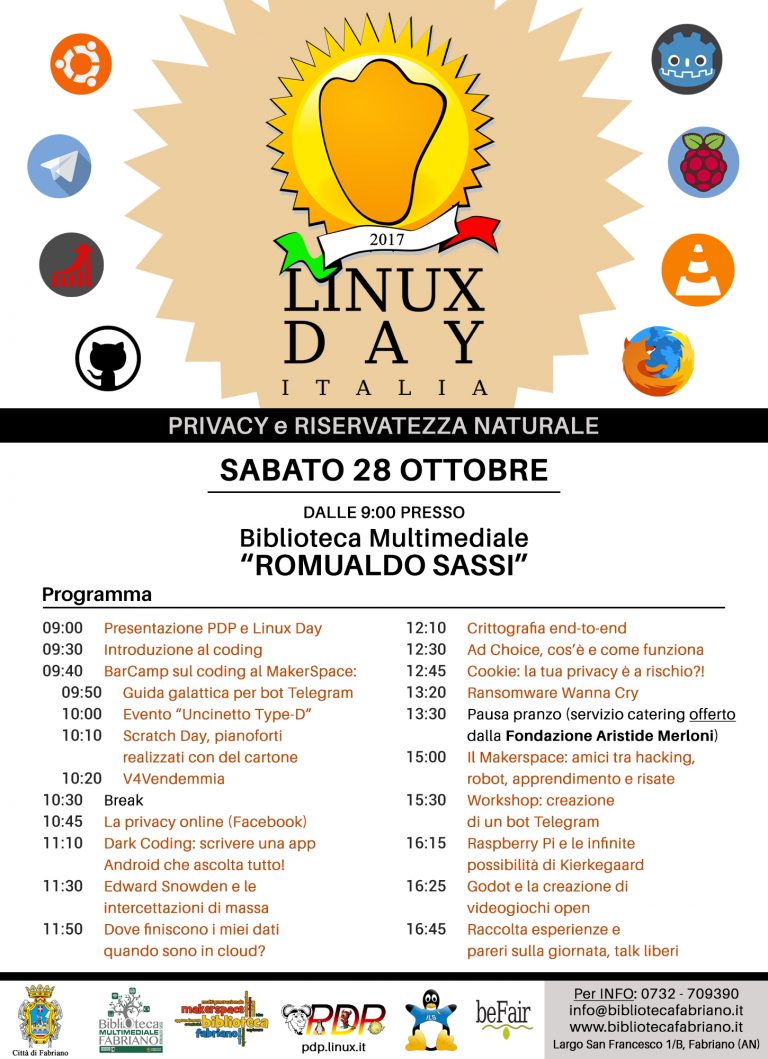 2017
LINUX
DAY
ITALIA
PRIVACY e RISERVATEZZA NATURALE
SABATO 28 OTTOBRE
DALLE 9:00 PRESSO
Biblioteca Multimediale
“ROMUALDO SASSI”
Programma
09:00 Presentazione PDP e Linux Day
09:30 Introduzione al coding
09:40 BarCamp sul coding al MakerSpace:
09:50 Guida galattica per bot Telegram
10:00 Evento “Uncinetto Type-D”
10:10 Scratch Day, pianoforti
realizzati con del cartone
10:20 V4Vendemmia
10:30 Break
10:45 La privacy online (Facebook)
11:10 Dark Coding: scrivere una app
Android che ascolta tutto!
11:30 Edward Snowden e le
intercettazioni di massa
11:50 Dove finiscono i miei dati
quando sono in cloud?
12:10 Crittografia end-to-end
12:30 Ad Choice, cos’è e come funziona
12:45 Cookie: la tua privacy è a rischio?!
13:20 Ransomware Wanna Cry
13:30 Pausa pranzo (servizio catering offerto
dalla Fondazione Aristide Merloni)
15:00 Il Makerspace: amici tra hacking,
robot, apprendimento e risate
15:30 Workshop: creazione
di un bot Telegram
16:15 Raspberry Pi e le infinite
possibilità di Kierkegaard
16:25 Godot e la creazione di
videogiochi open
16:45 Raccolta esperienze e
pareri sulla giornata, talk liberi
Città di Fabriano
Biblioteca
MULTIMEDIALE
FABRIANO
makerspace
biblioteca
fabriano
PDP
pdp.linux.it
ILS
beFair
Per INFO: 0732 - 709390
info@bibliotecafabriano.it
www.bibliotecafabriano.it
Largo San Francesco 1/B, Fabriano (AN)